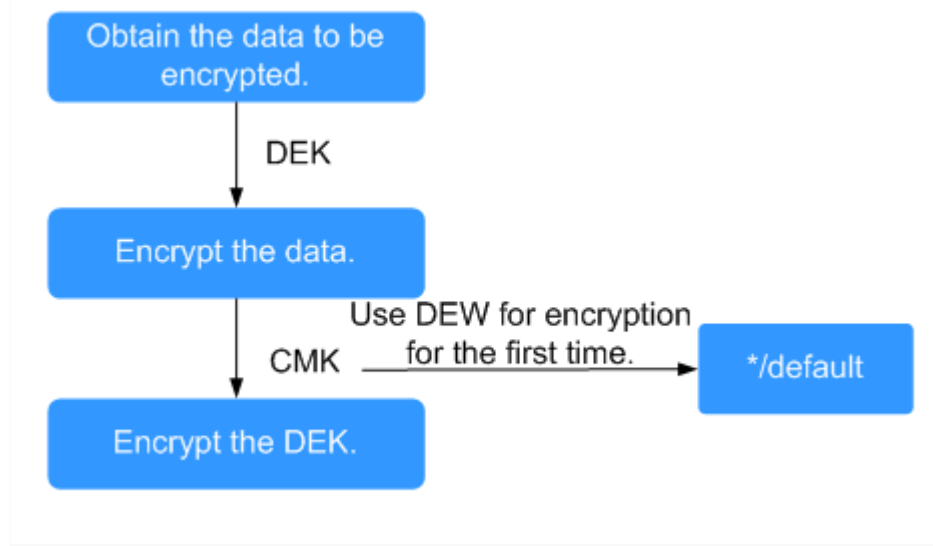 Obtain the data to be
encrypted.
DEK
Encrypt the data.
Use DEW for encryption
for the first time.
CMK
*/default
Encrypt the DEK.